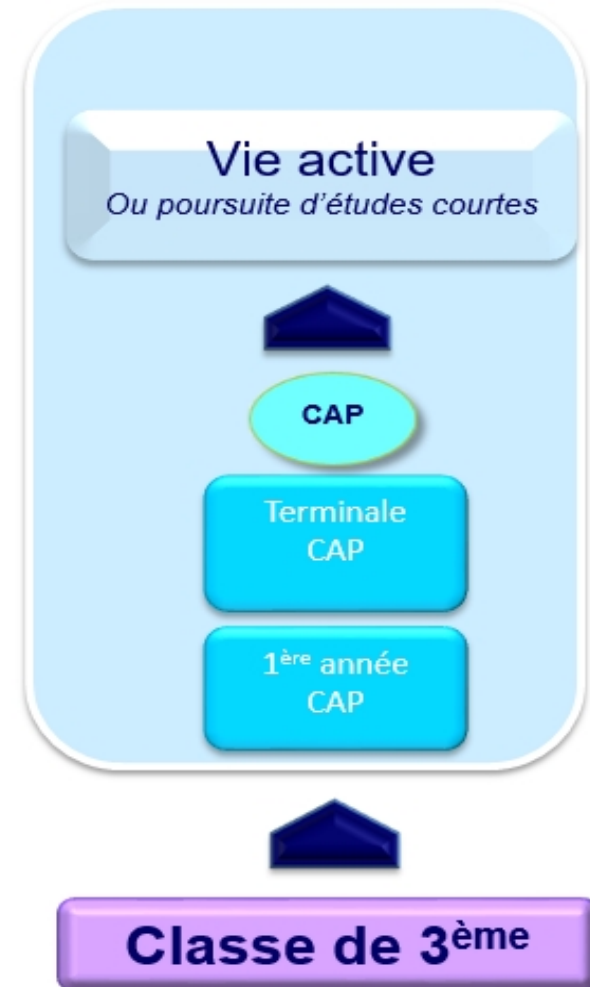 Vie active
Ou poursuite d'études courtes
CAP
Terminale
CAP
1ère année
CAP
Classe de 3ème